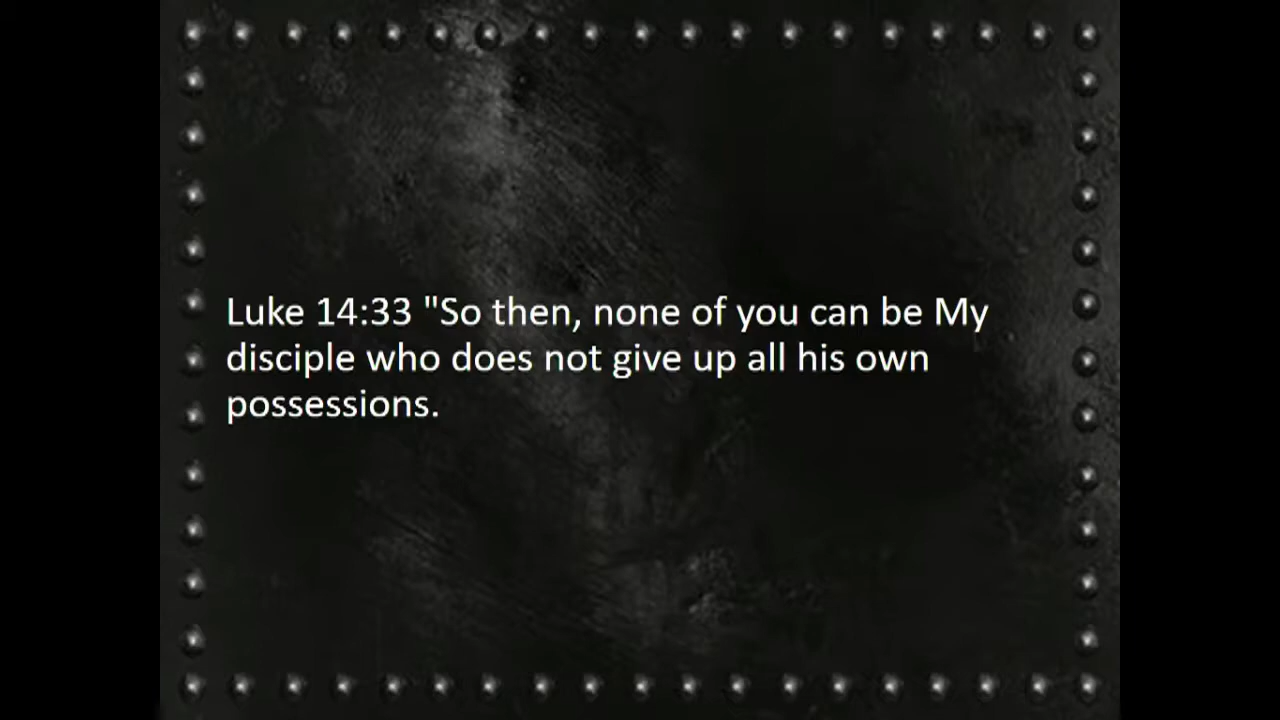 Luke 14:33 "So then, none of you can be My
disciple who does not give up all his own
possessions.